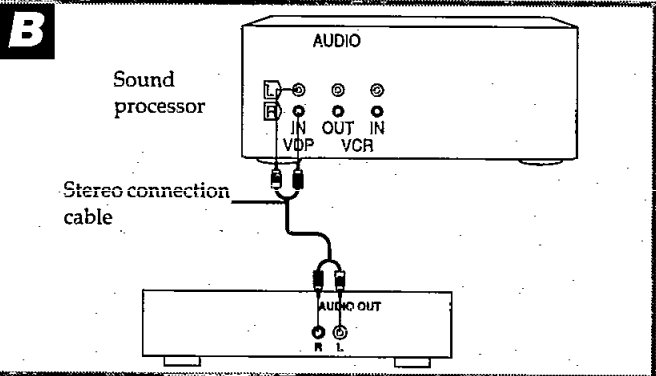 B
AUDIO
Sound
processor
L
R
IN OUT IN
VDP VCR
Stereo connection
cable
AUDIO OUT
R L